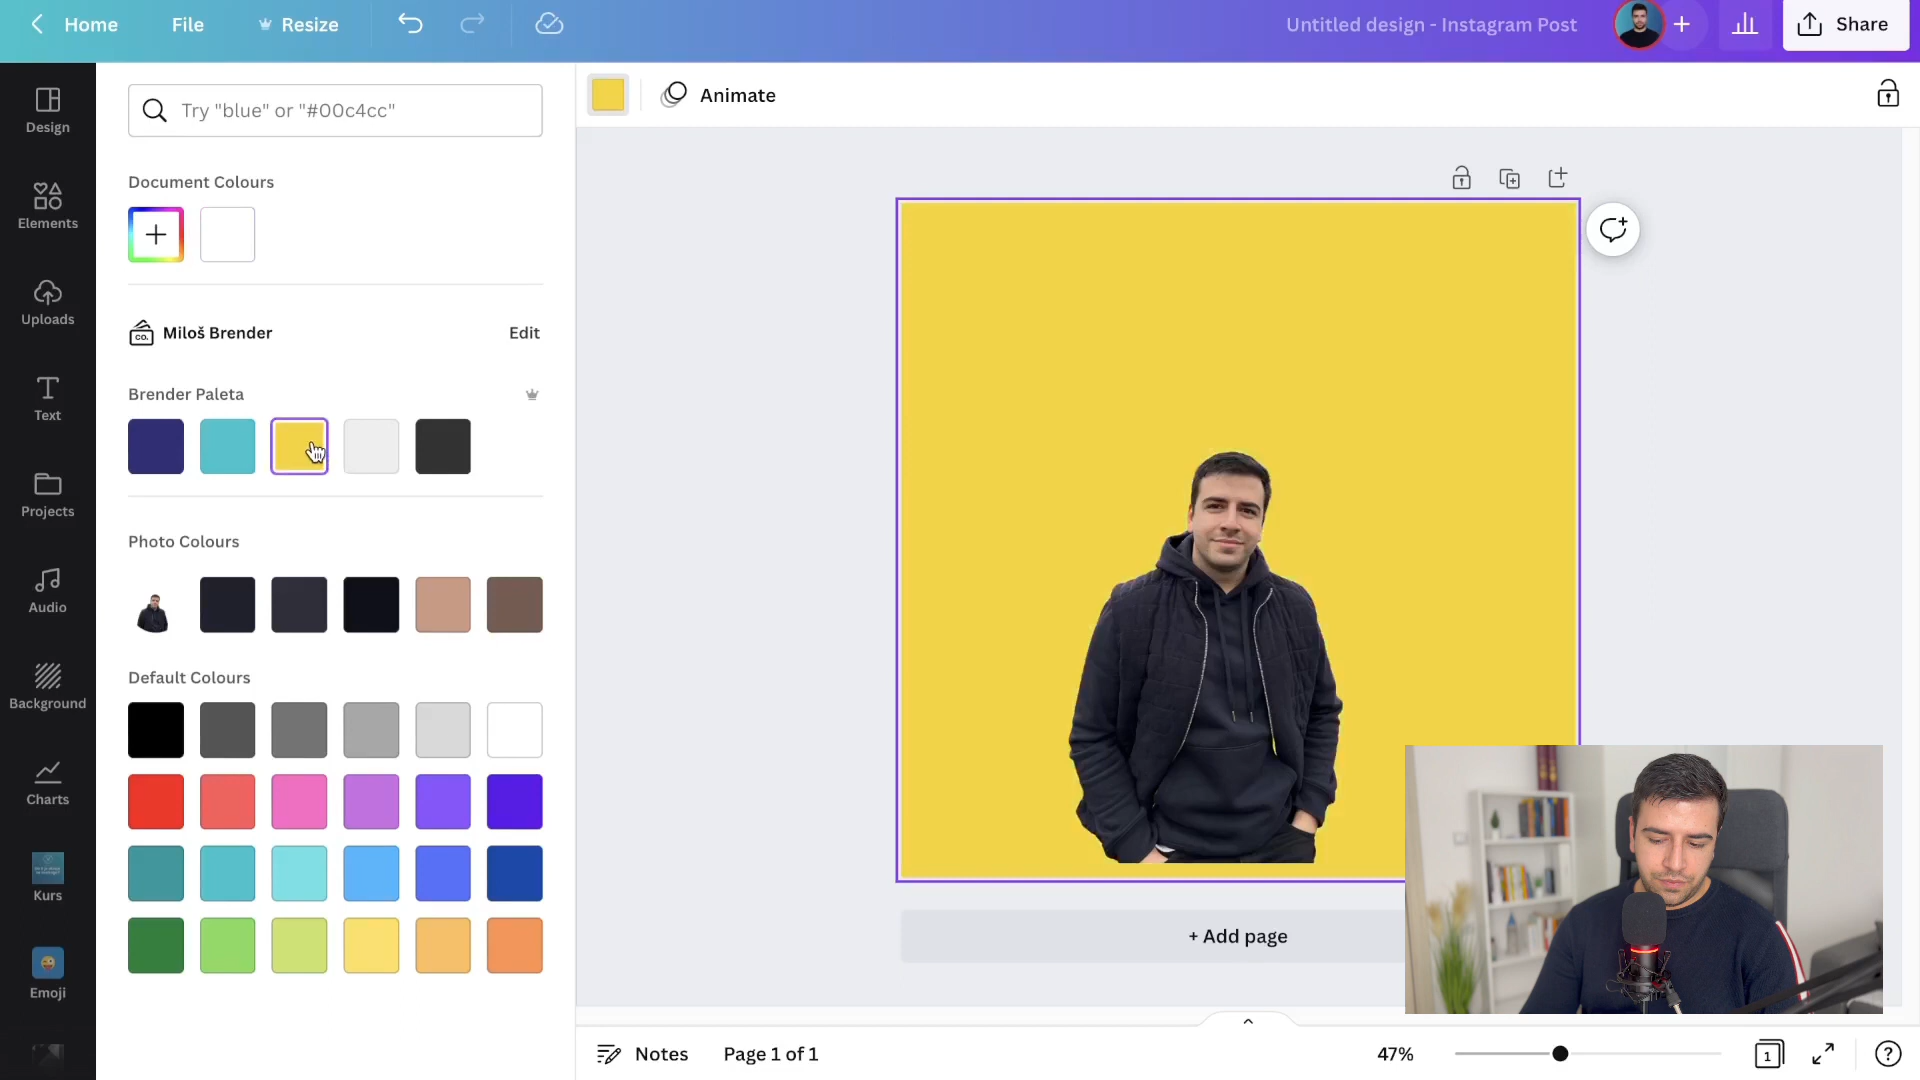 Home
File
Resize
Untitled design - Instagram Post
Share
Design
Elements
Uploads
Text
Projects
Audio
Background
Charts
Kurs
Emoji
Try "blue" or "#00c4cc"
Document Colours
CO.
Miloš Brender
Edit
Brender Paleta
Photo Colours
Default Colours
Animate
+ Add page
Notes
Page 1 of 1
47%
1
?